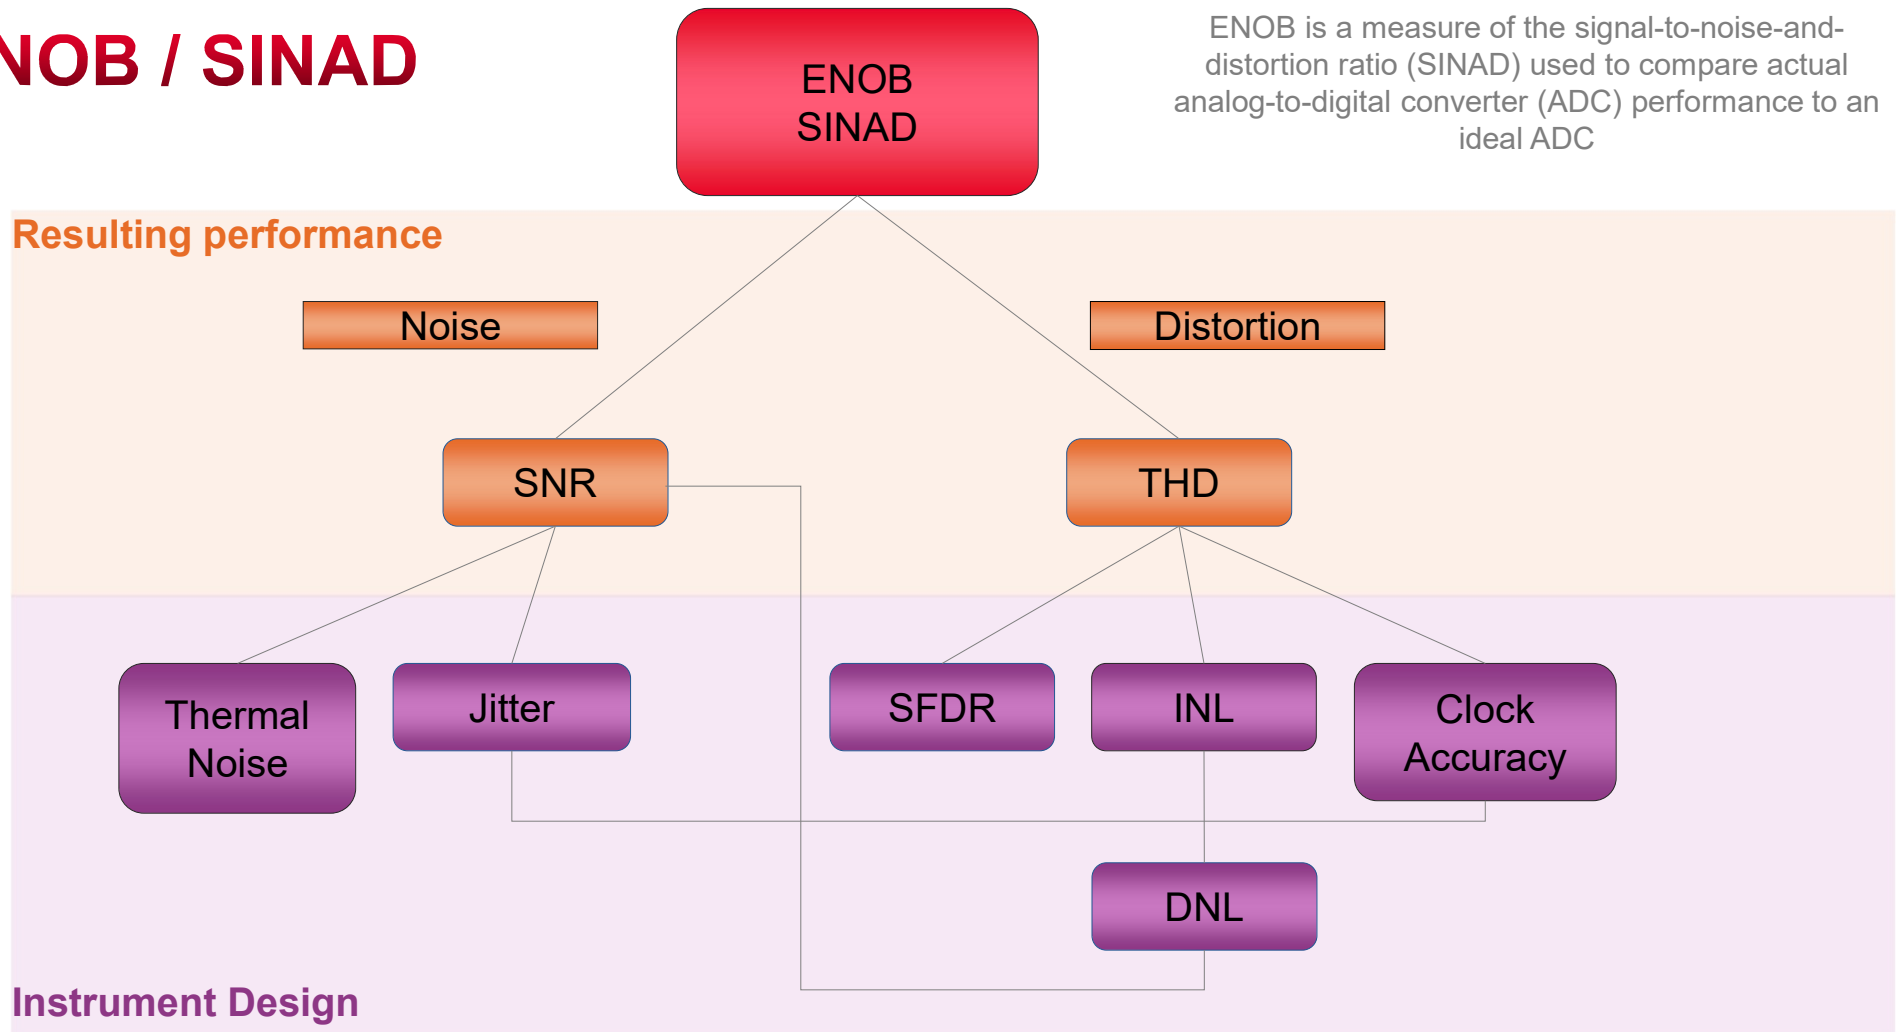 NOB / SINAD
ENOB
SINAD
ENOB is a measure of the signal-to-noise-and-
distortion ratio (SINAD) used to compare actual
analog-to-digital converter (ADC) performance to an
ideal ADC
Resulting performance
Noise
Distortion
SNR
THD
Thermal
Noise
Jitter
SFDR
INL
Clock
Accuracy
DNL
Instrument Design